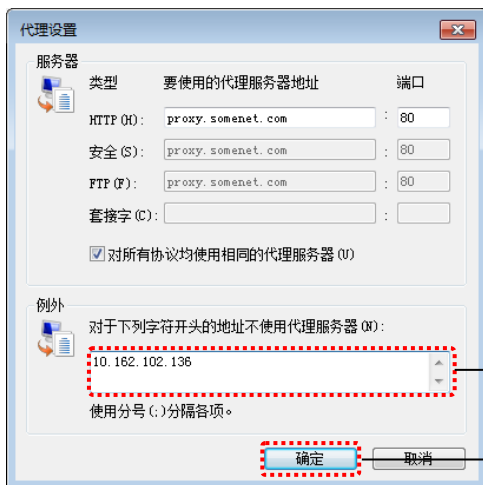 代理设置
服务器
类型 要使用的代理服务器地址 端口
HTTP(H): proxy.somenet.com : 80
安全(S): proxy.somenet.com : 80
FTP(F): proxy.somenet.com : 80
套接字(C): :
对所有协议均使用相同的代理服务器(U)
例外
对于下列字符开头的地址不使用代理服务器(N):
10.162.102.136
使用分号(;)分隔各项。
确定 取消